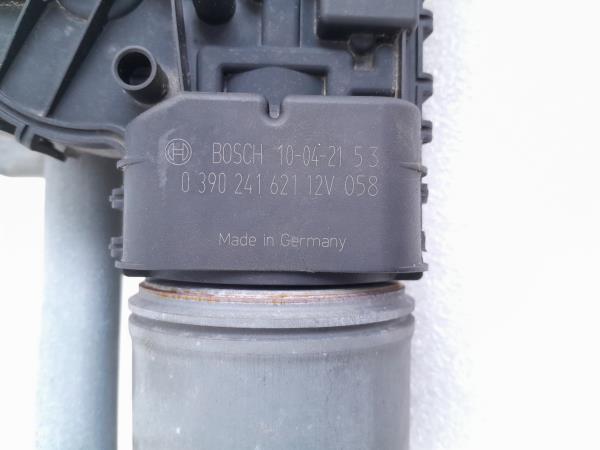 BOSCH 10-04-21 5 3
0 390 241 621 12V 058
Made in Germany